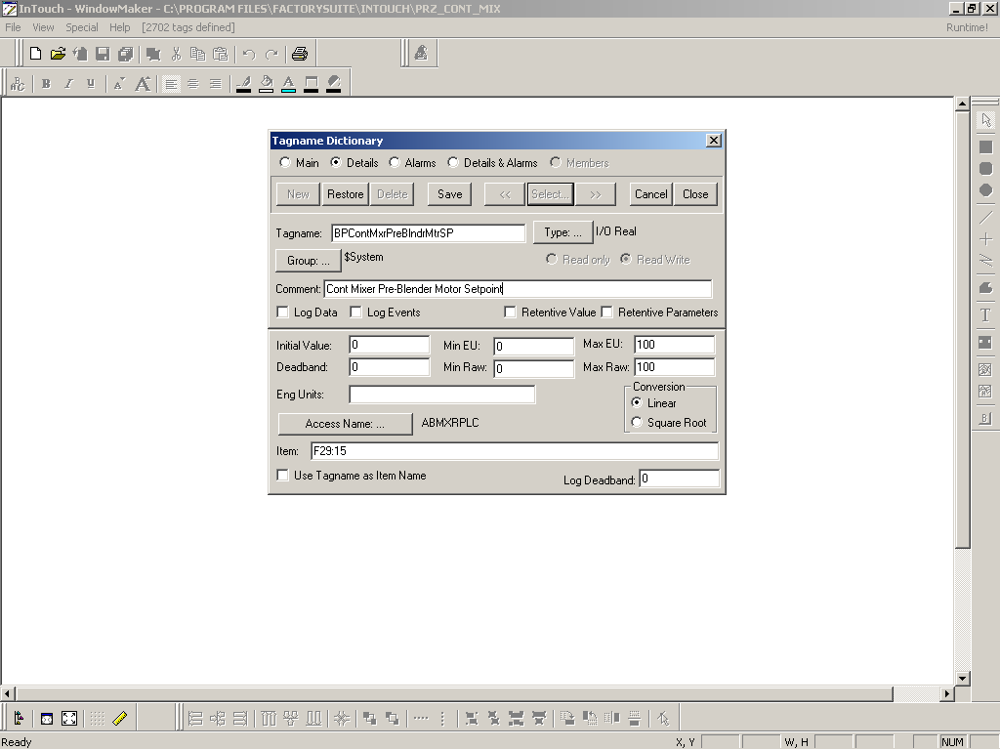 InTouch - WindowMaker - C:\PROGRAM FILES\FACTORYSUITE\INTOUCH\PRZ_CONT_MIX
File View Special Help [2702 tags defined] Runtime!
B I U A A
A
Tagname Dictionary
Main Details Alarms Details & Alarms Members
New Restore Delete Save << Select... >> Cancel Close
Tagname: BPContMxrPreBlndrMtrSP Type: ... I/O Real
Group: ... $System Read only Read Write
Comment: Cont Mixer Pre-Blender Motor Setpoint
Log Data Log Events Retentive Value Retentive Parameters
Initial Value: 0 Min EU: 0 Max EU: 100
Deadband: 0 Min Raw: 0 Max Raw: 100
Eng Units: Conversion
Linear
Square Root
Access Name: ... ABMXRPLC
Item: F29:15
Use Tagname as Item Name Log Deadband: 0
T
B
Ready X, Y W, H NUM